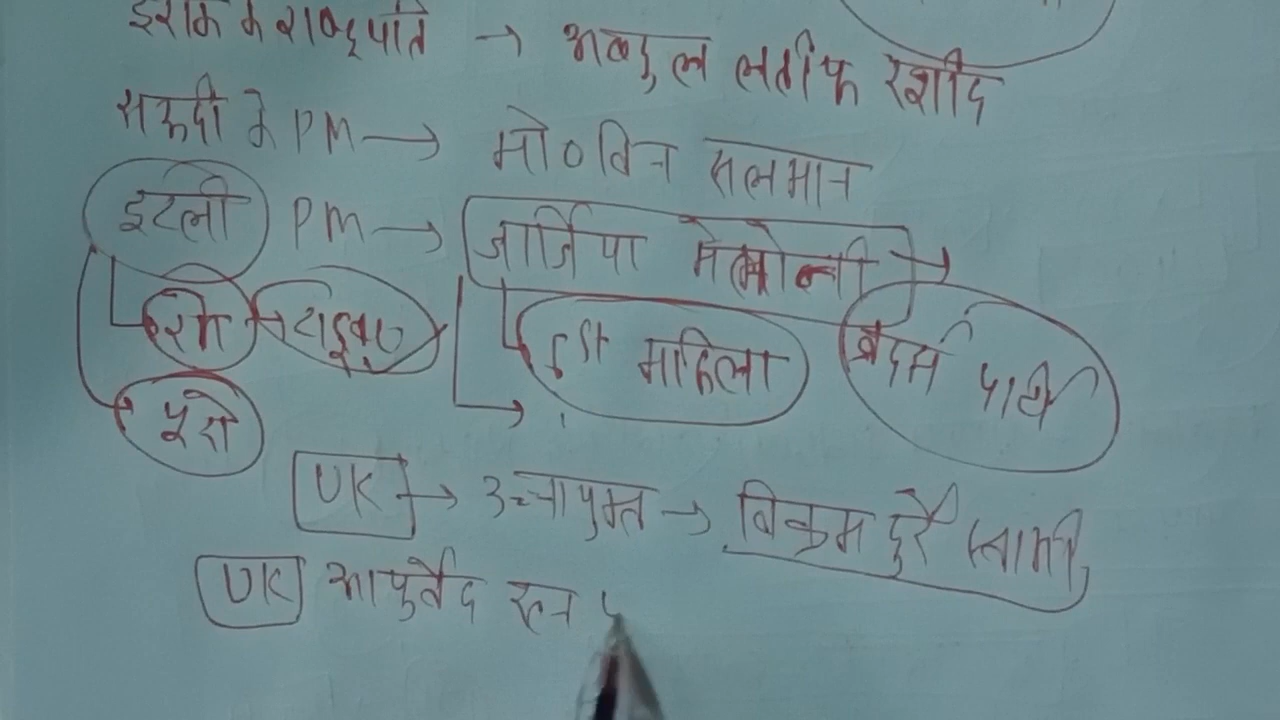 इराक के राष्ट्रपति → अब्दुल लतीफ रशीद
सऊदी के PM → मो० बिन सलमान
इटली PM → जार्जिया मेलोनी →
रोम → टाइबर
1st महिला
ब्रदर्स पार्टी
यूरो
UK → उच्चायुक्त → विक्रम दुरै स्वामी
UK आयुर्वेद रत्न